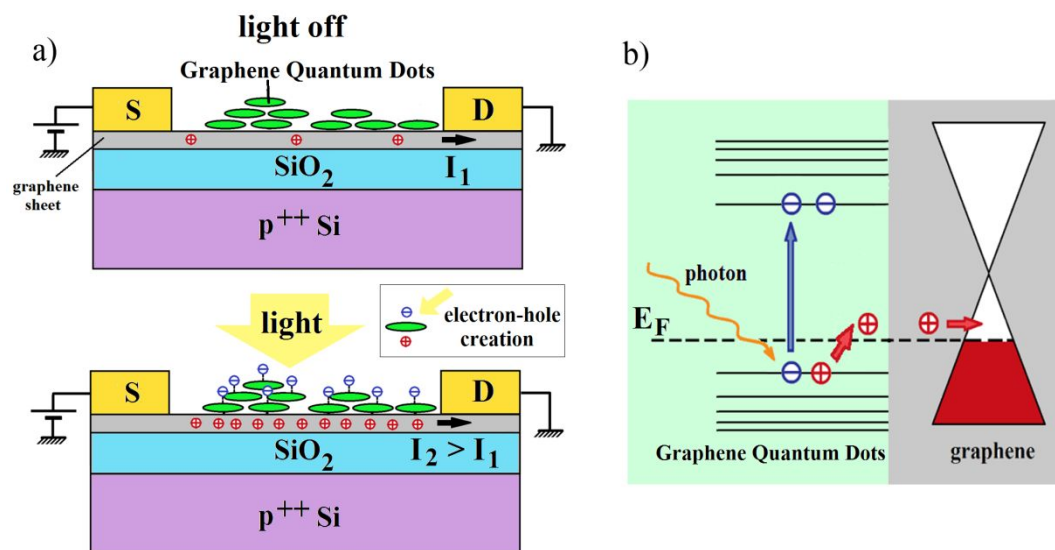 light off
a)
Graphene Quantum Dots
S
D
graphene
sheet
SiO2
I1
p++ Si
light
electron-hole
creation
S
D
SiO2
I2 > I1
p++ Si
b)
photon
EF
Graphene Quantum Dots
graphene